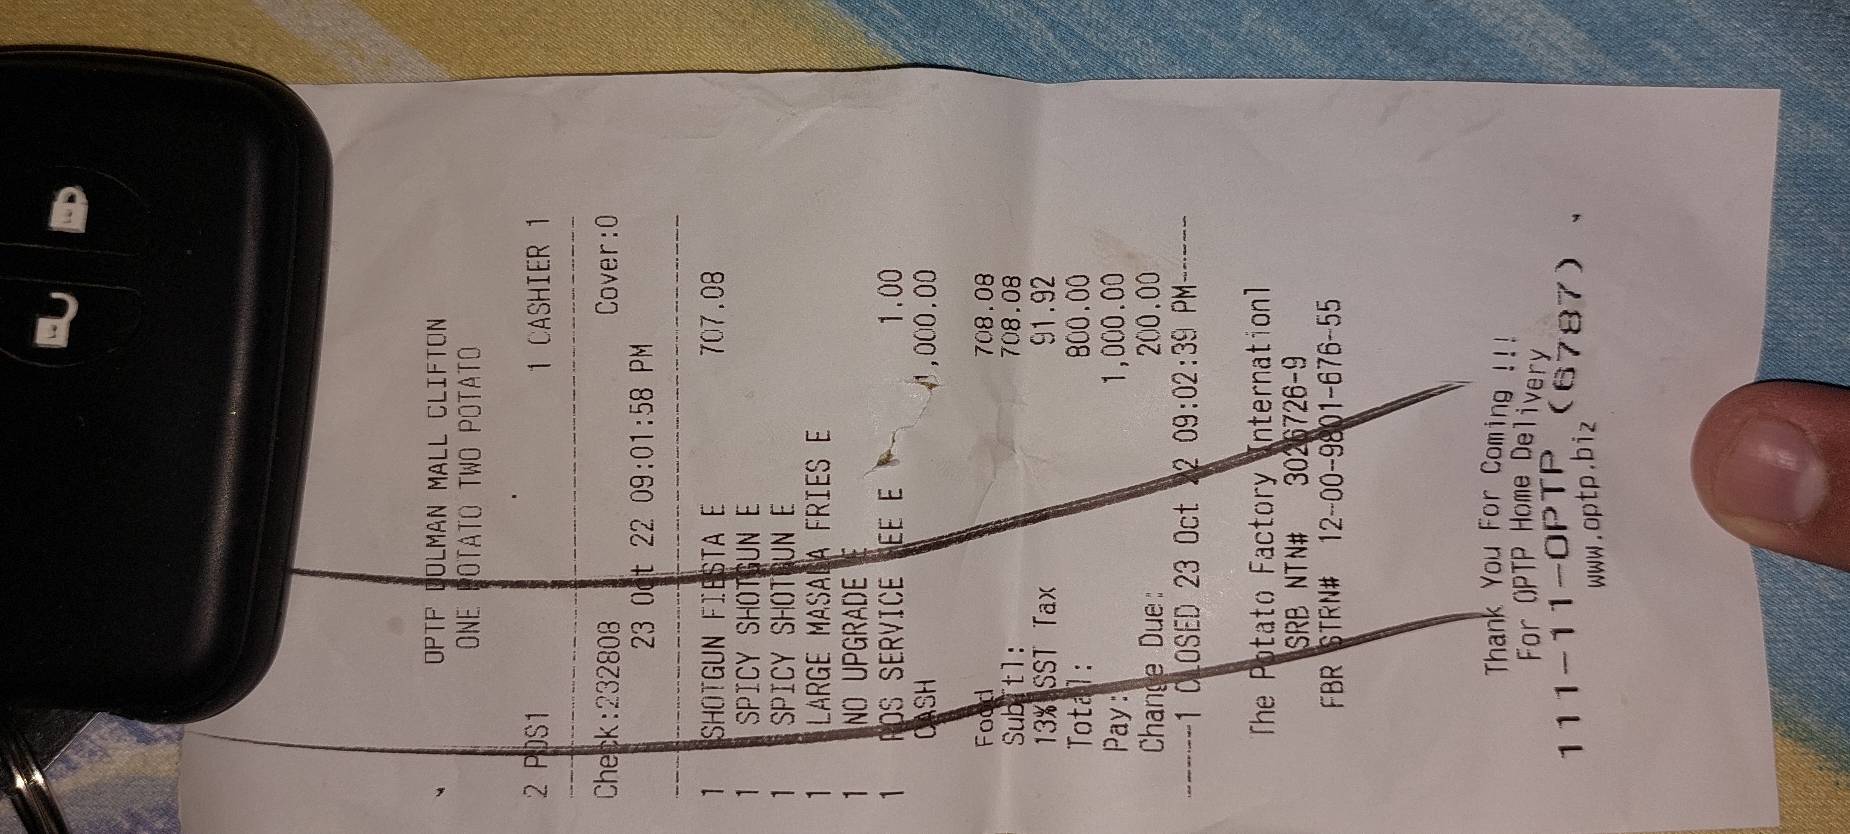 OPTP DOLMAN MALL CLIFTON
ONE POTATO TWO POTATO
2 POS1 1 CASHIER 1
Check:232808 Cover:0
23 Oct 22 09:01:58 PM
1 SHOTGUN FIESTA E 707.08
1 SPICY SHOTGUN E
1 SPICY SHOTGUN E
1 LARGE MASALA FRIES E
1 NO UPGRADE E
1 POS SERVICE FEE E 1.00
CASH 1,000.00
Food 708.08
Subttl: 708.08
13% SST Tax 91.92
Total: 800.00
Pay: 1,000.00
Change Due: 200.00
------1 CLOSED 23 Oct 22 09:02:39 PM------
The Potato Factory Internationl
SRB NTN# 3026726-9
FBR STRN# 12-00-9801-676-55
Thank You For Coming !!!
For OPTP Home Delivery
111-111-OPTP (6787)
www.optp.biz